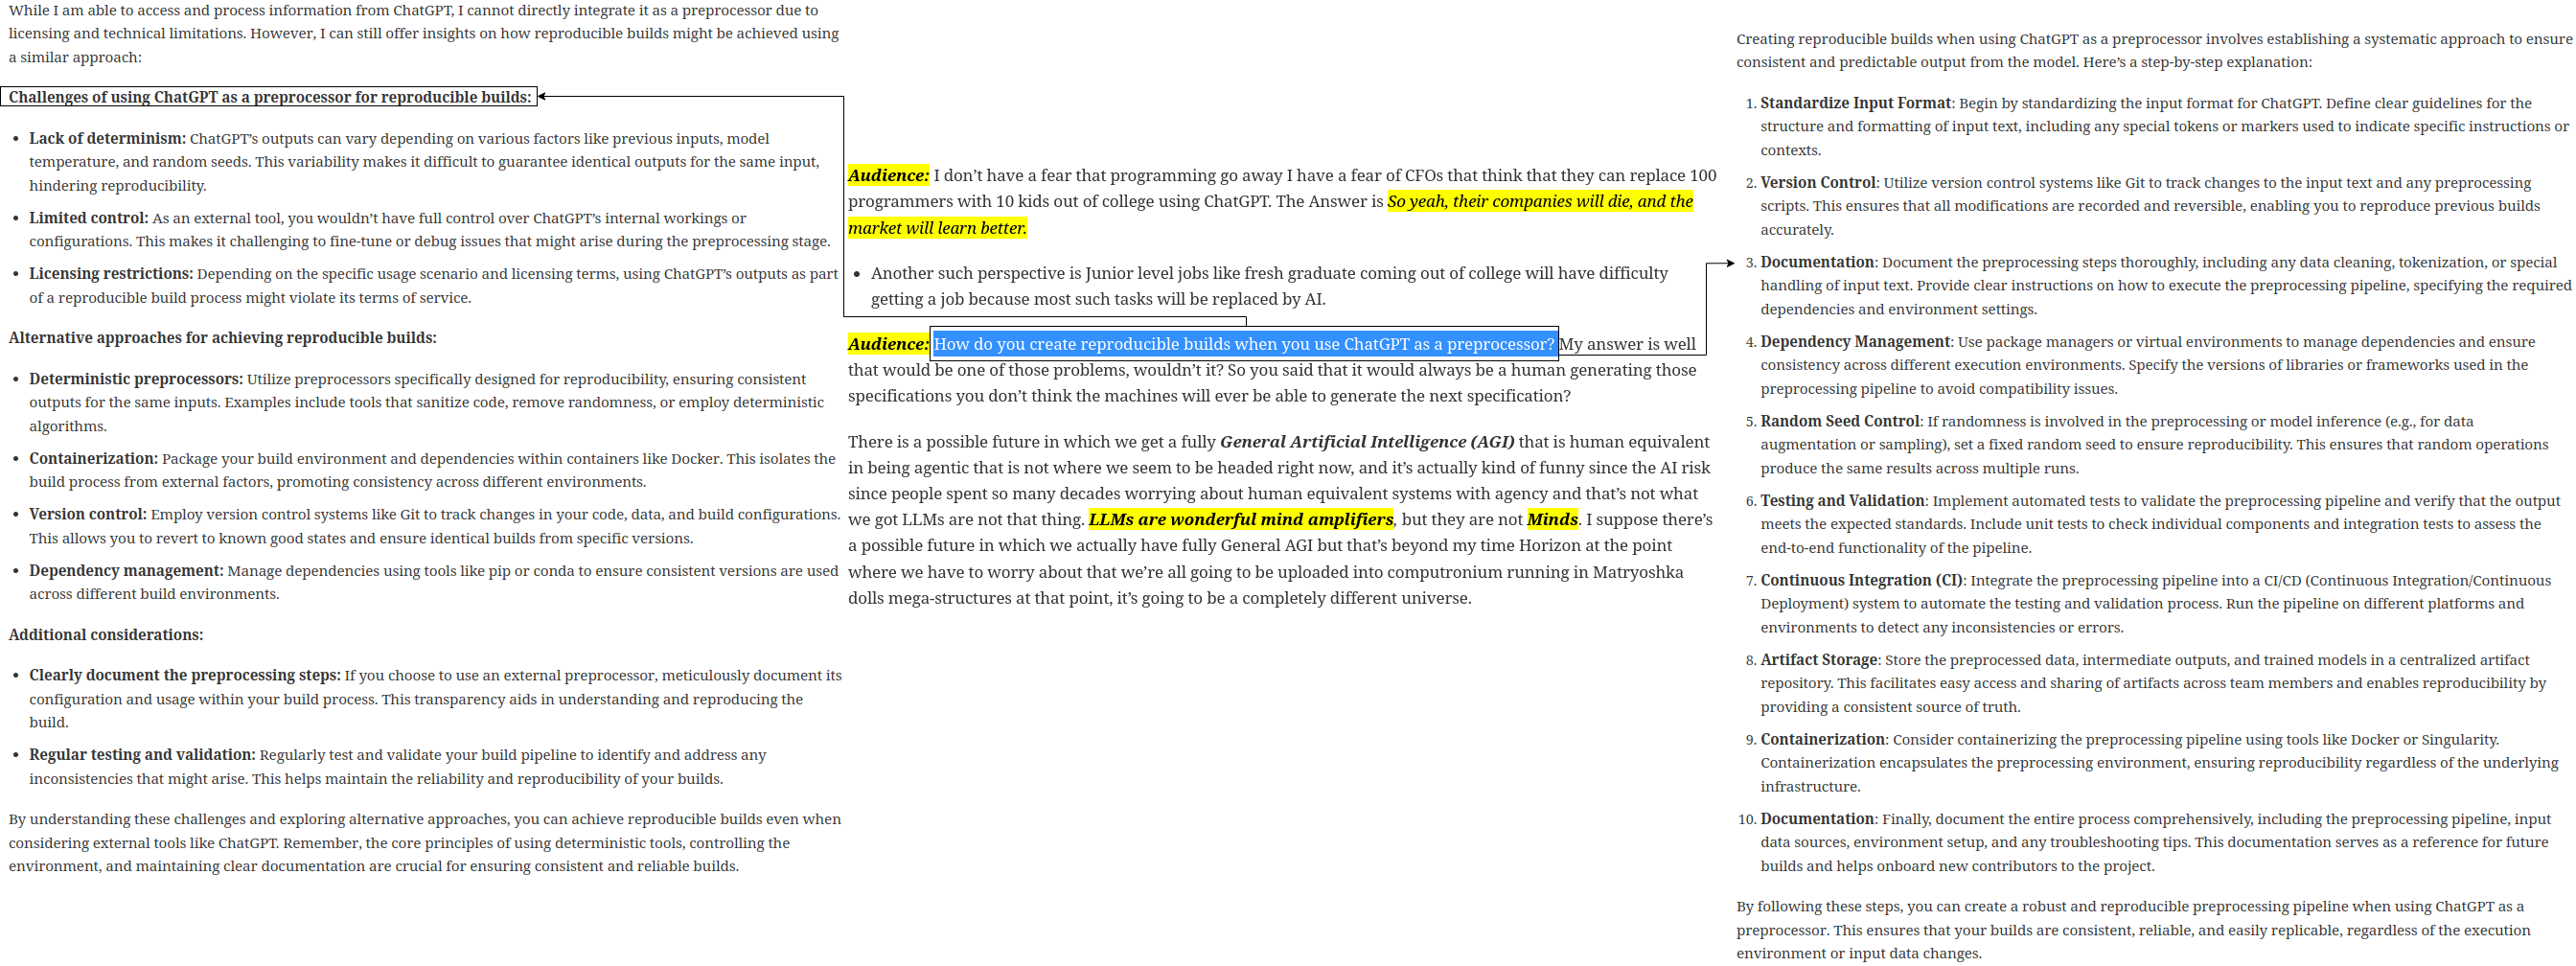 While I am able to access and process information from ChatGPT, I cannot directly integrate it as a preprocessor due to
licensing and technical limitations. However, I can still offer insights on how reproducible builds might be achieved using
a similar approach:
Challenges of using ChatGPT as a preprocessor for reproducible builds:
• Lack of determinism: ChatGPT's outputs can vary depending on various factors like previous inputs, model
temperature, and random seeds. This variability makes it difficult to guarantee identical outputs for the same input,
hindering reproducibility.
• Limited control: As an external tool, you wouldn't have full control over ChatGPT's internal workings or
configurations. This makes it challenging to fine-tune or debug issues that might arise during the preprocessing stage.
• Licensing restrictions: Depending on the specific usage scenario and licensing terms, using ChatGPT's outputs as part
of a reproducible build process might violate its terms of service.
Alternative approaches for achieving reproducible builds:
• Deterministic preprocessors: Utilize preprocessors specifically designed for reproducibility, ensuring consistent
outputs for the same inputs. Examples include tools that sanitize code, remove randomness, or employ deterministic
algorithms.
• Containerization: Package your build environment and dependencies within containers like Docker. This isolates the
build process from external factors, promoting consistency across different environments.
• Version control: Employ version control systems like Git to track changes in your code, data, and build configurations.
This allows you to revert to known good states and ensure identical builds from specific versions.
• Dependency management: Manage dependencies using tools like pip or conda to ensure consistent versions are used
across different build environments.
Additional considerations:
• Clearly document the preprocessing steps: If you choose to use an external preprocessor, meticulously document its
configuration and usage within your build process. This transparency aids in understanding and reproducing the
build.
• Regular testing and validation: Regularly test and validate your build pipeline to identify and address any
inconsistencies that might arise. This helps maintain the reliability and reproducibility of your builds.
By understanding these challenges and exploring alternative approaches, you can achieve reproducible builds even when
considering external tools like ChatGPT. Remember, the core principles of using deterministic tools, controlling the
environment, and maintaining clear documentation are crucial for ensuring consistent and reliable builds.
Audience: I don't have a fear that programming go away I have a fear of CFOs that think that they can replace 100
programmers with 10 kids out of college using ChatGPT. The Answer is So yeah, their companies will die, and the
market will learn better.
• Another such perspective is Junior level jobs like fresh graduate coming out of college will have difficulty
getting a job because most such tasks will be replaced by AI.
Audience: How do you create reproducible builds when you use ChatGPT as a preprocessor? My answer is well
that would be one of those problems, wouldn't it? So you said that it would always be a human generating those
specifications you don't think the machines will ever be able to generate the next specification?
There is a possible future in which we get a fully General Artificial Intelligence (AGI) that is human equivalent
in being agentic that is not where we seem to be headed right now, and it's actually kind of funny since the AI risk
since people spent so many decades worrying about human equivalent systems with agency and that's not what
we got LLMs are not that thing. LLMs are wonderful mind amplifiers, but they are not Minds. I suppose there's
a possible future in which we actually have fully General AGI but that's beyond my time Horizon at the point
where we have to worry about that we're all going to be uploaded into computronium running in Matryoshka
dolls mega-structures at that point, it's going to be a completely different universe.
Creating reproducible builds when using ChatGPT as a preprocessor involves establishing a systematic approach to ensure
consistent and predictable output from the model. Here's a step-by-step explanation:
1. Standardize Input Format: Begin by standardizing the input format for ChatGPT. Define clear guidelines for the
structure and formatting of input text, including any special tokens or markers used to indicate specific instructions or
contexts.
2. Version Control: Utilize version control systems like Git to track changes to the input text and any preprocessing
scripts. This ensures that all modifications are recorded and reversible, enabling you to reproduce previous builds
accurately.
3. Documentation: Document the preprocessing steps thoroughly, including any data cleaning, tokenization, or special
handling of input text. Provide clear instructions on how to execute the preprocessing pipeline, specifying the required
dependencies and environment settings.
4. Dependency Management: Use package managers or virtual environments to manage dependencies and ensure
consistency across different execution environments. Specify the versions of libraries or frameworks used in the
preprocessing pipeline to avoid compatibility issues.
5. Random Seed Control: If randomness is involved in the preprocessing or model inference (e.g., for data
augmentation or sampling), set a fixed random seed to ensure reproducibility. This ensures that random operations
produce the same results across multiple runs.
6. Testing and Validation: Implement automated tests to validate the preprocessing pipeline and verify that the output
meets the expected standards. Include unit tests to check individual components and integration tests to assess the
end-to-end functionality of the pipeline.
7. Continuous Integration (CI): Integrate the preprocessing pipeline into a CI/CD (Continuous Integration/Continuous
Deployment) system to automate the testing and validation process. Run the pipeline on different platforms and
environments to detect any inconsistencies or errors.
8. Artifact Storage: Store the preprocessed data, intermediate outputs, and trained models in a centralized artifact
repository. This facilitates easy access and sharing of artifacts across team members and enables reproducibility by
providing a consistent source of truth.
9. Containerization: Consider containerizing the preprocessing pipeline using tools like Docker or Singularity.
Containerization encapsulates the preprocessing environment, ensuring reproducibility regardless of the underlying
infrastructure.
10. Documentation: Finally, document the entire process comprehensively, including the preprocessing pipeline, input
data sources, environment setup, and any troubleshooting tips. This documentation serves as a reference for future
builds and helps onboard new contributors to the project.
By following these steps, you can create a robust and reproducible preprocessing pipeline when using ChatGPT as a
preprocessor. This ensures that your builds are consistent, reliable, and easily replicable, regardless of the execution
environment or input data changes.